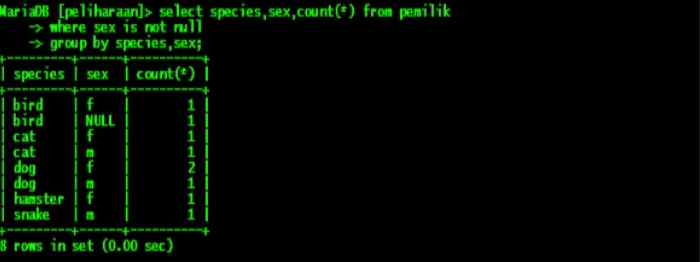 MariaDB [peliharaan]> select species,sex,count(*) from pemilik
    -> where sex is not null
    -> group by species,sex;
+---------+------+----------+
| species | sex  | count(*) |
+---------+------+----------+
| bird    | f    |        1 |
| bird    | NULL |        1 |
| cat     | f    |        1 |
| cat     | m    |        1 |
| dog     | f    |        2 |
| dog     | m    |        1 |
| hamster | f    |        1 |
| snake   | m    |        1 |
+---------+------+----------+
8 rows in set (0.00 sec)